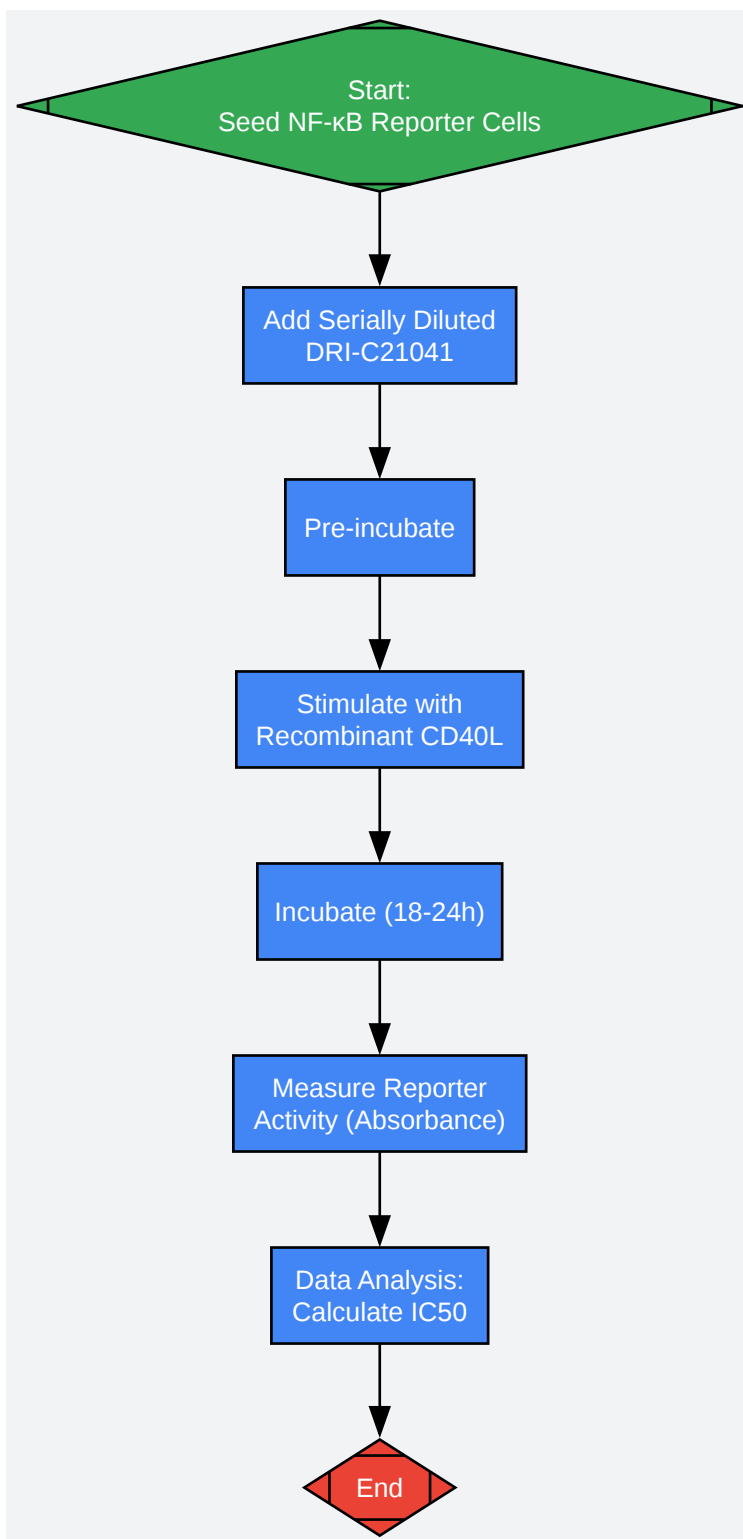 Start:
Seed NF-κB Reporter Cells
Add Serially Diluted
DRI-C21041
Pre-incubate
Stimulate with
Recombinant CD40L
Incubate (18-24h)
Measure Reporter
Activity (Absorbance)
Data Analysis:
Calculate IC50
End